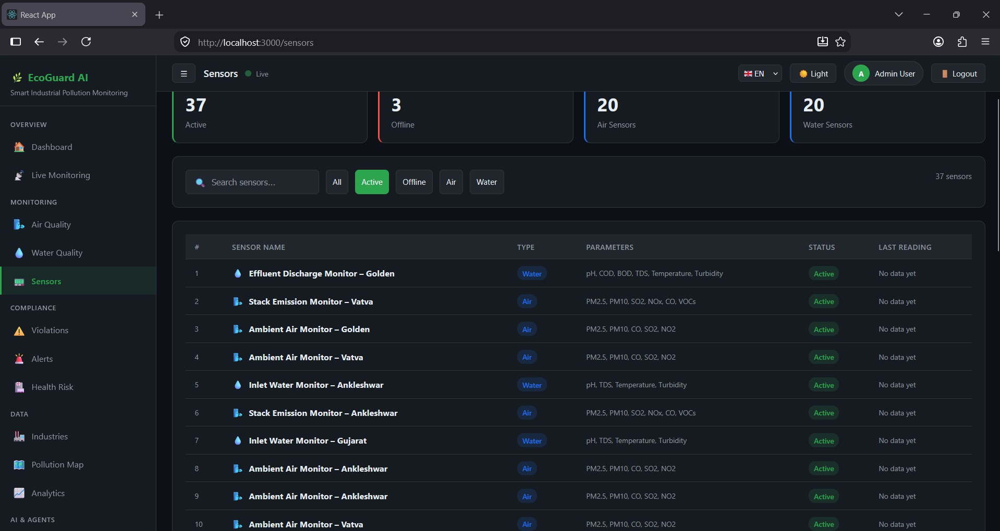 React App
http://localhost:3000/sensors
EcoGuard AI
Smart Industrial Pollution Monitoring
Sensors
Live
EN
Light
A
Admin User
Logout
OVERVIEW
Dashboard
Live Monitoring
MONITORING
Air Quality
Water Quality
Sensors
COMPLIANCE
Violations
Alerts
Health Risk
DATA
Industries
Pollution Map
Analytics
AI & AGENTS
37
Active
3
Offline
20
Air Sensors
20
Water Sensors
Search sensors...
All
Active
Offline
Air
Water
37 sensors
# SENSOR NAME TYPE PARAMETERS STATUS LAST READING
1 Effluent Discharge Monitor – Golden Water pH, COD, BOD, TDS, Temperature, Turbidity Active No data yet
2 Stack Emission Monitor – Vatva Air PM2.5, PM10, SO2, NOx, CO, VOCs Active No data yet
3 Ambient Air Monitor – Golden Air PM2.5, PM10, CO, SO2, NO2 Active No data yet
4 Ambient Air Monitor – Vatva Air PM2.5, PM10, CO, SO2, NO2 Active No data yet
5 Inlet Water Monitor – Ankleshwar Water pH, TDS, Temperature, Turbidity Active No data yet
6 Stack Emission Monitor – Ankleshwar Air PM2.5, PM10, SO2, NOx, CO, VOCs Active No data yet
7 Inlet Water Monitor – Gujarat Water pH, TDS, Temperature, Turbidity Active No data yet
8 Ambient Air Monitor – Ankleshwar Air PM2.5, PM10, CO, SO2, NO2 Active No data yet
9 Ambient Air Monitor – Ankleshwar Air PM2.5, PM10, CO, SO2, NO2 Active No data yet
10 Ambient Air Monitor – Vatva Air PM2.5, PM10, CO, SO2, NO2 Active No data yet